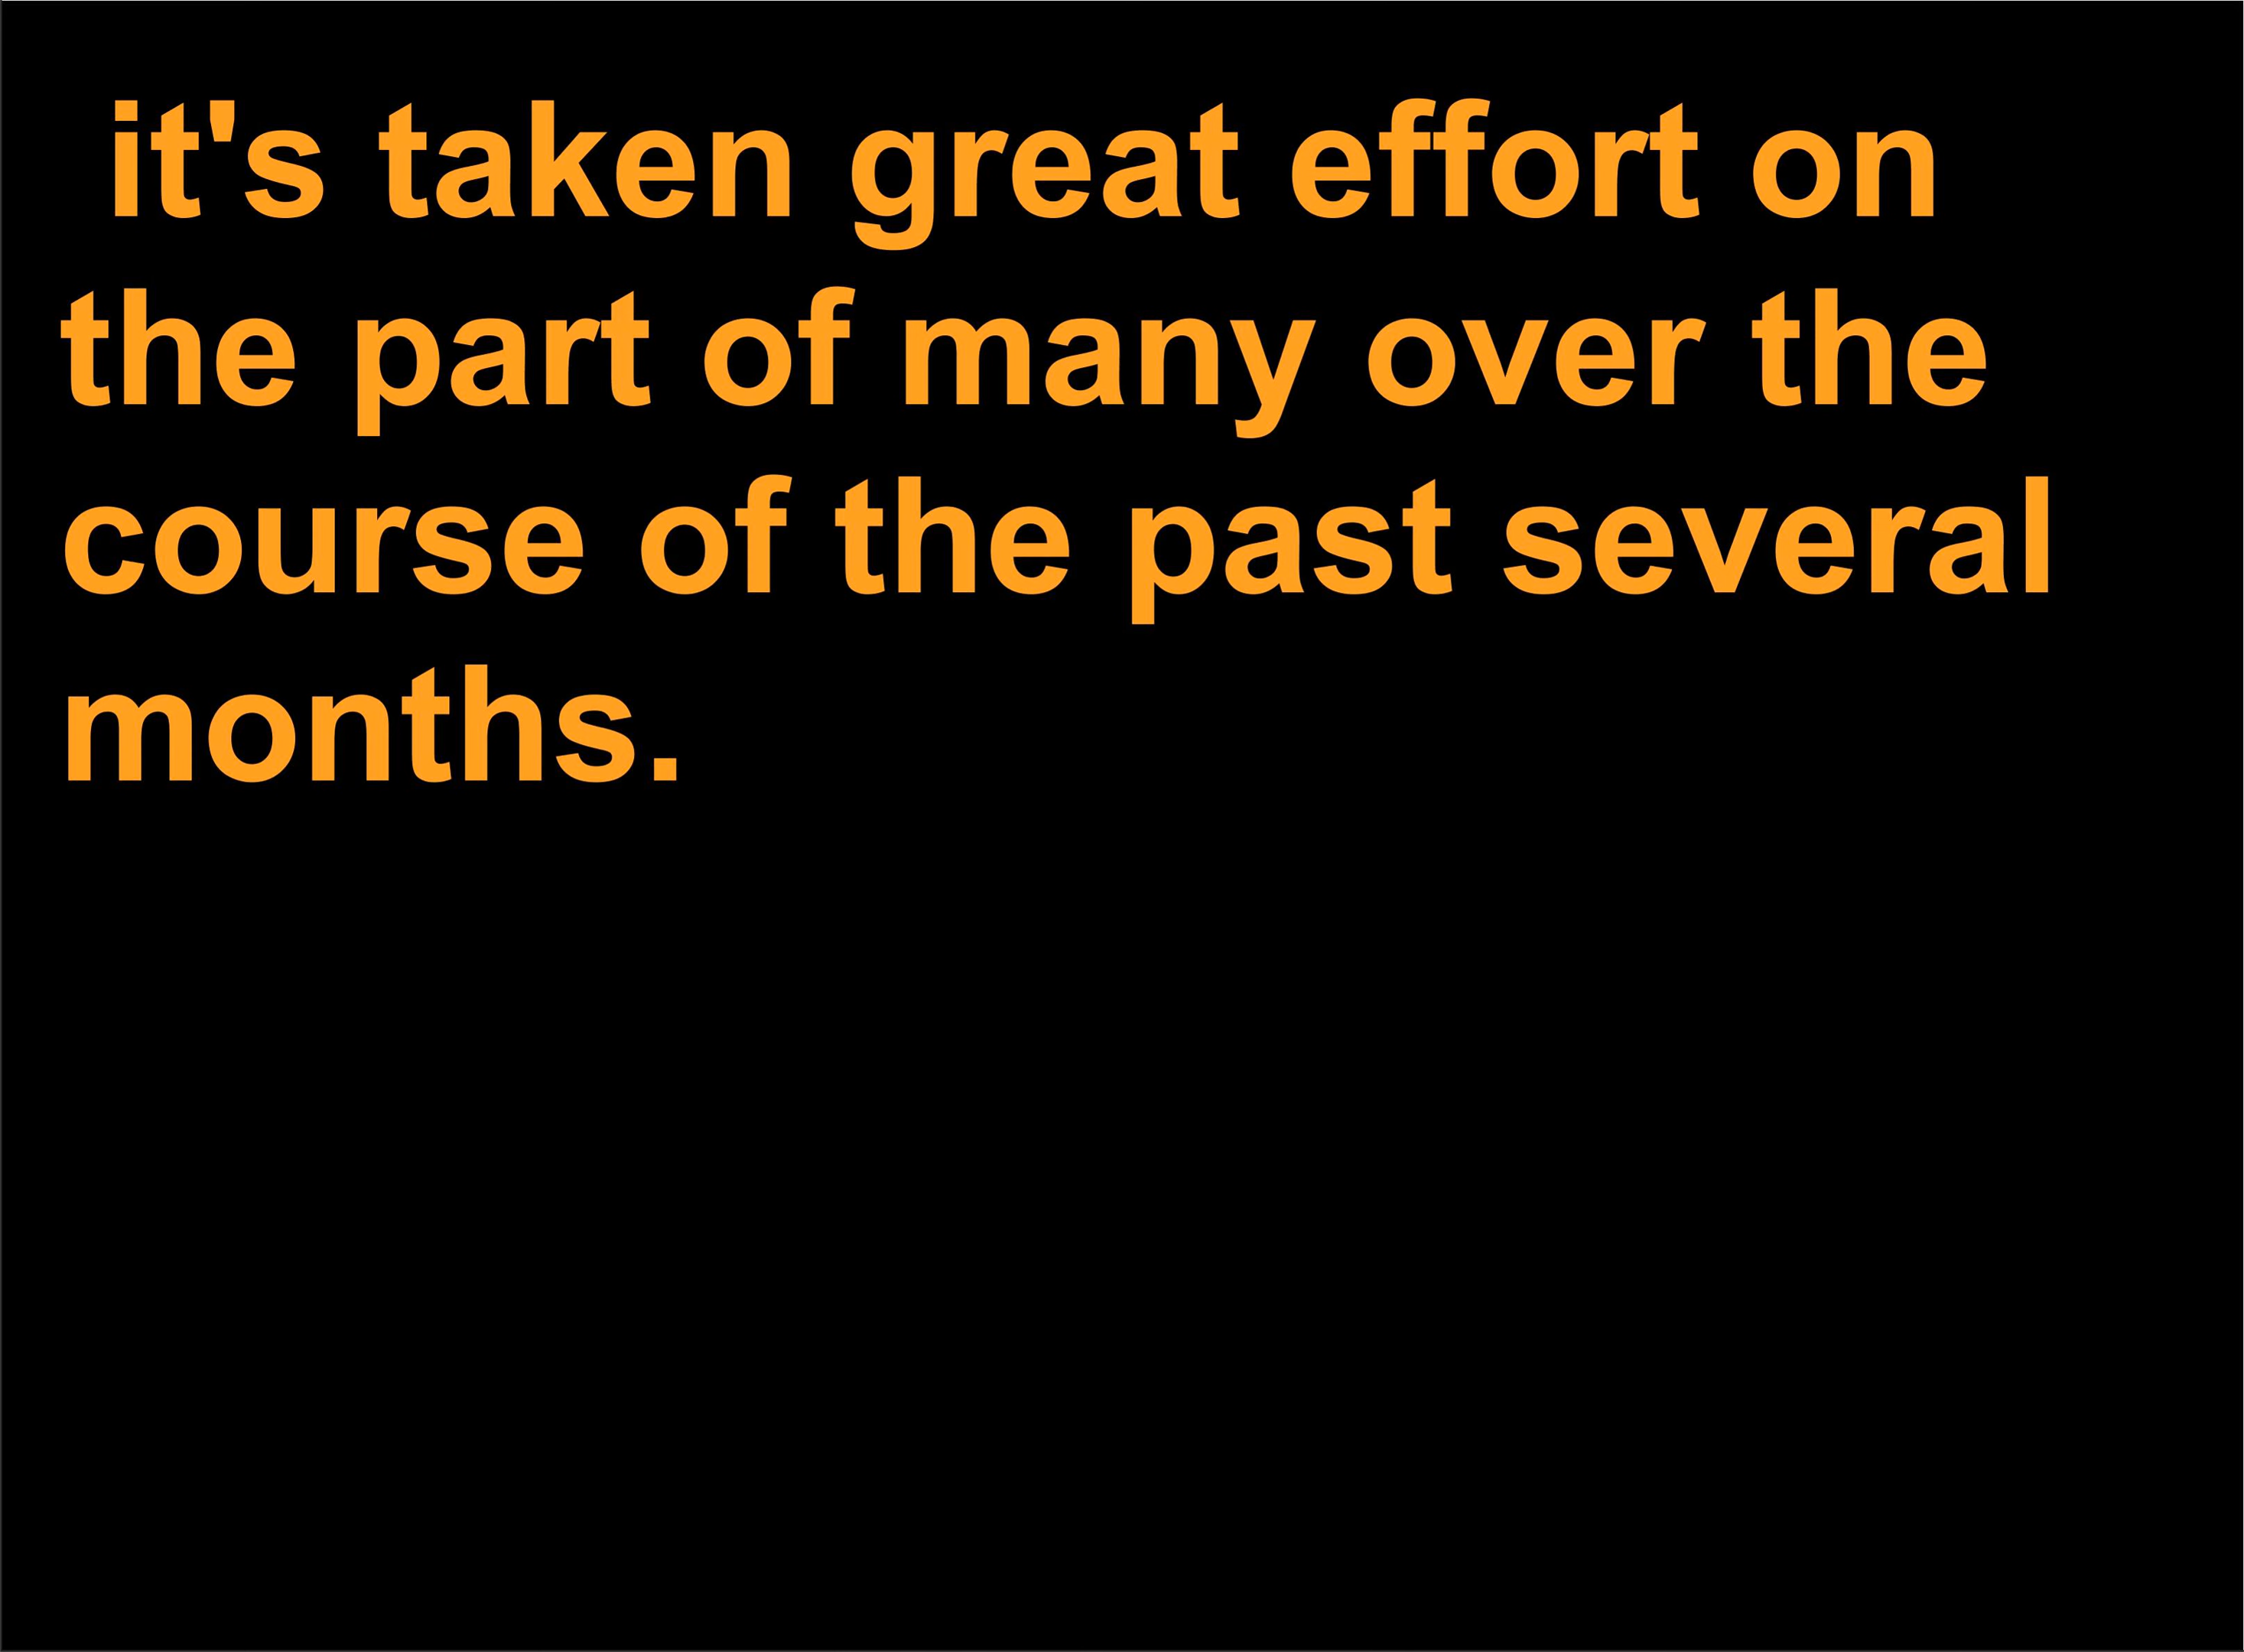 it's taken great effort on
the part of many over the
course of the past several
months.